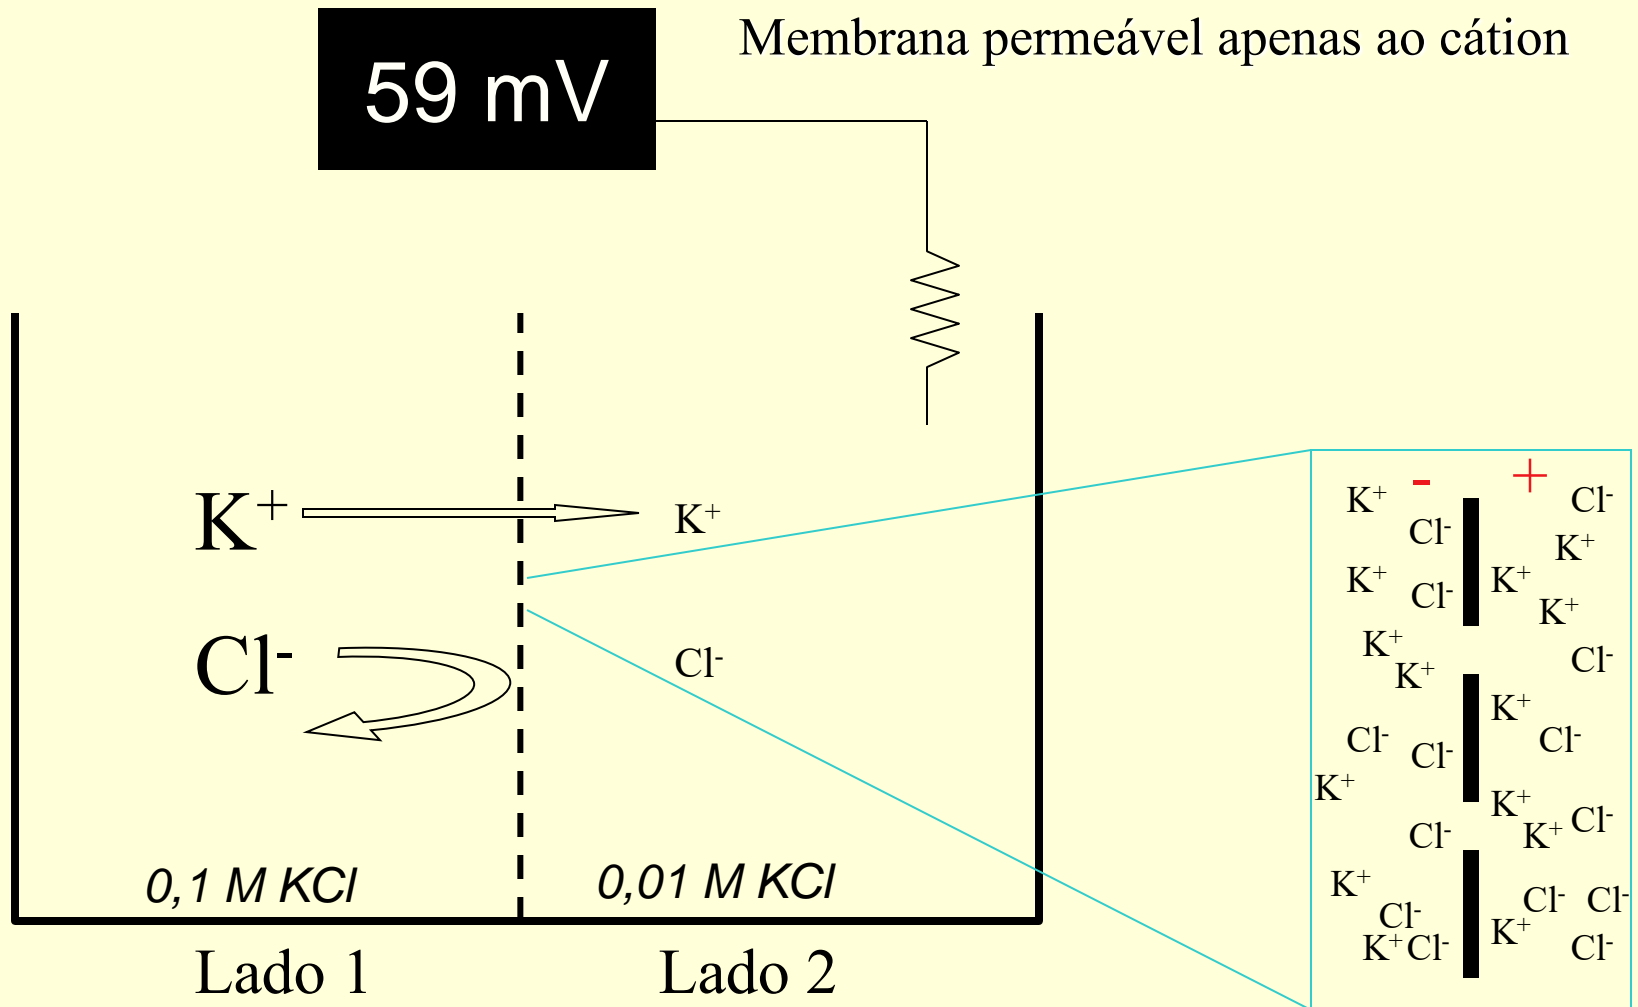 Membrana permeável apenas ao cátion
59 mV
K⁺
K⁺
Cl⁻
Cl⁻
0,1 M KCl
0,01 M KCl
Lado 1
Lado 2
- +
K⁺ Cl⁻
Cl⁻ K⁺
K⁺ K⁺
Cl⁻ K⁺
K⁺ Cl⁻
K⁺
K⁺
Cl⁻ Cl⁻
Cl⁻
K⁺ K⁺
Cl⁻ K⁺ Cl⁻
K⁺ Cl⁻ Cl⁻
Cl⁻ K⁺
K⁺ Cl⁻ Cl⁻